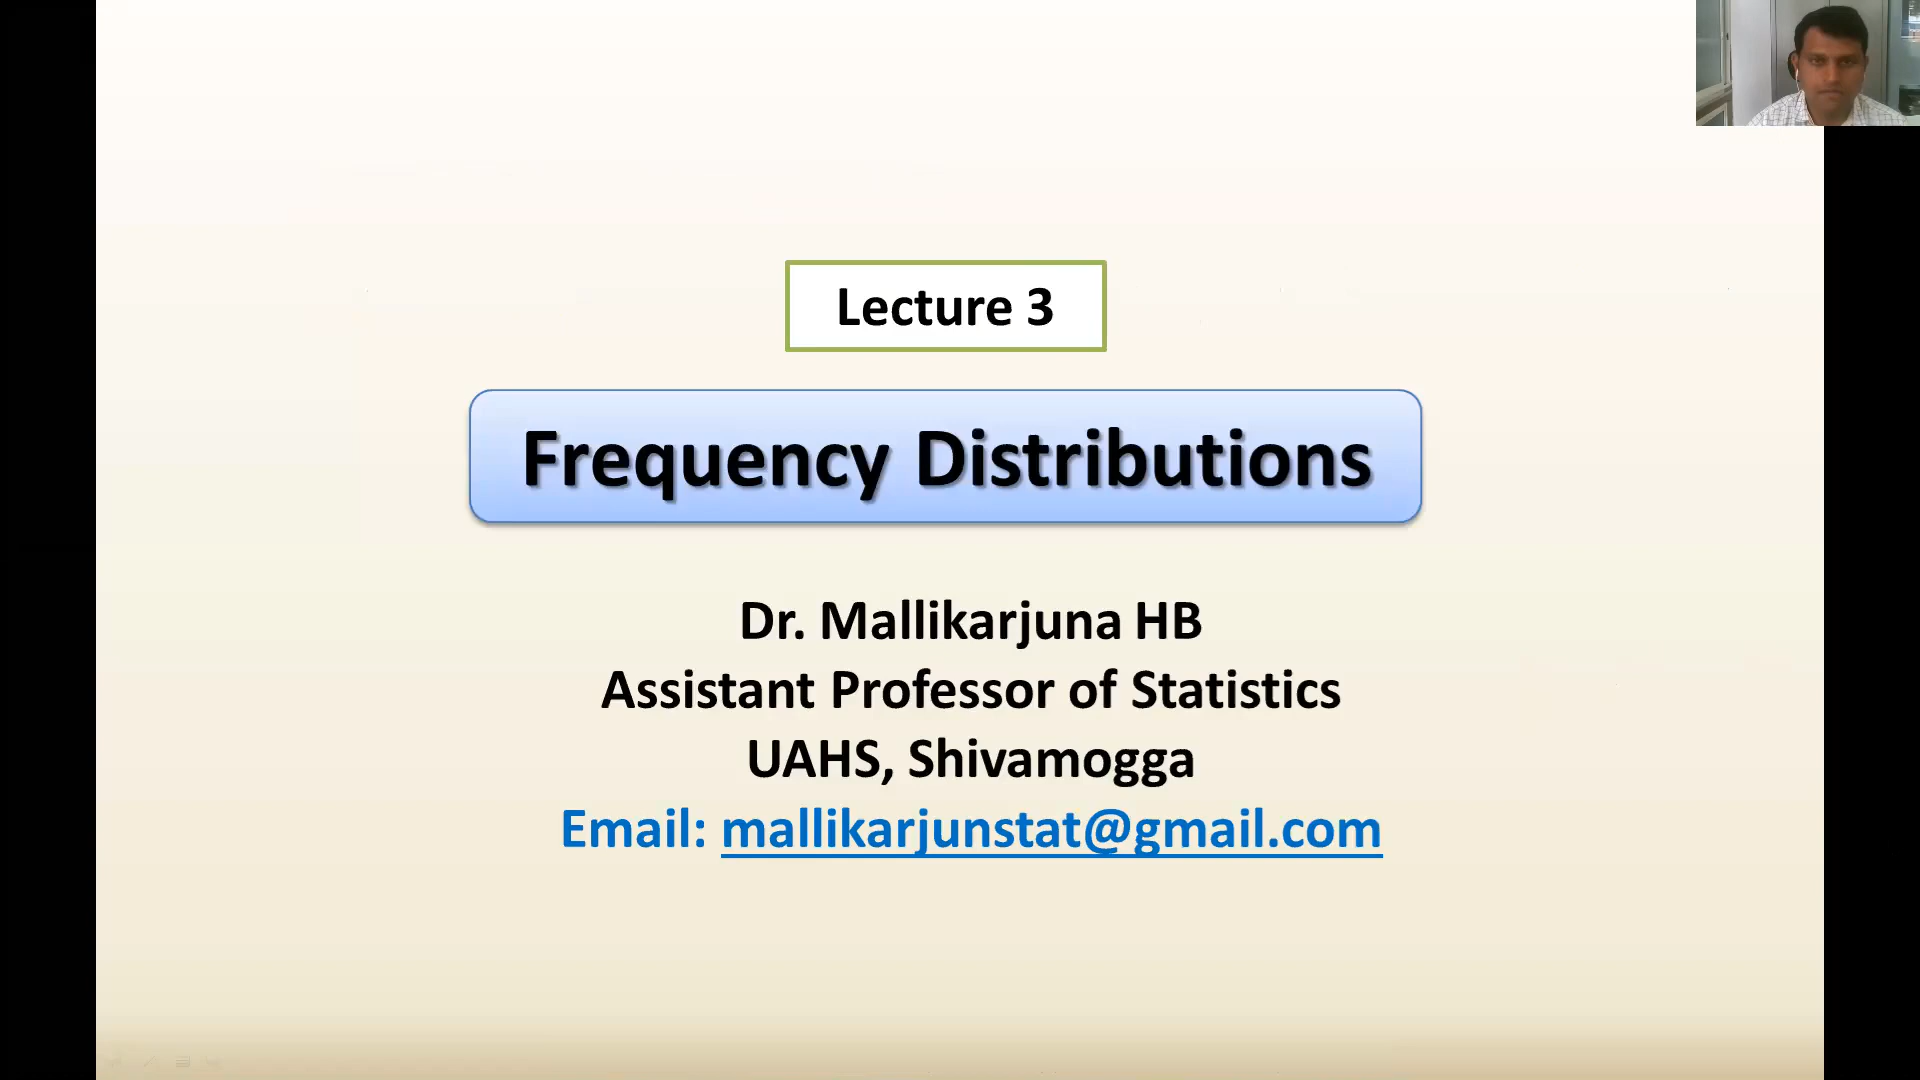 Lecture 3
Frequency Distributions
Dr. Mallikarjuna HB
Assistant Professor of Statistics
UAHS, Shivamogga
Email: mallikarjunstat@gmail.com